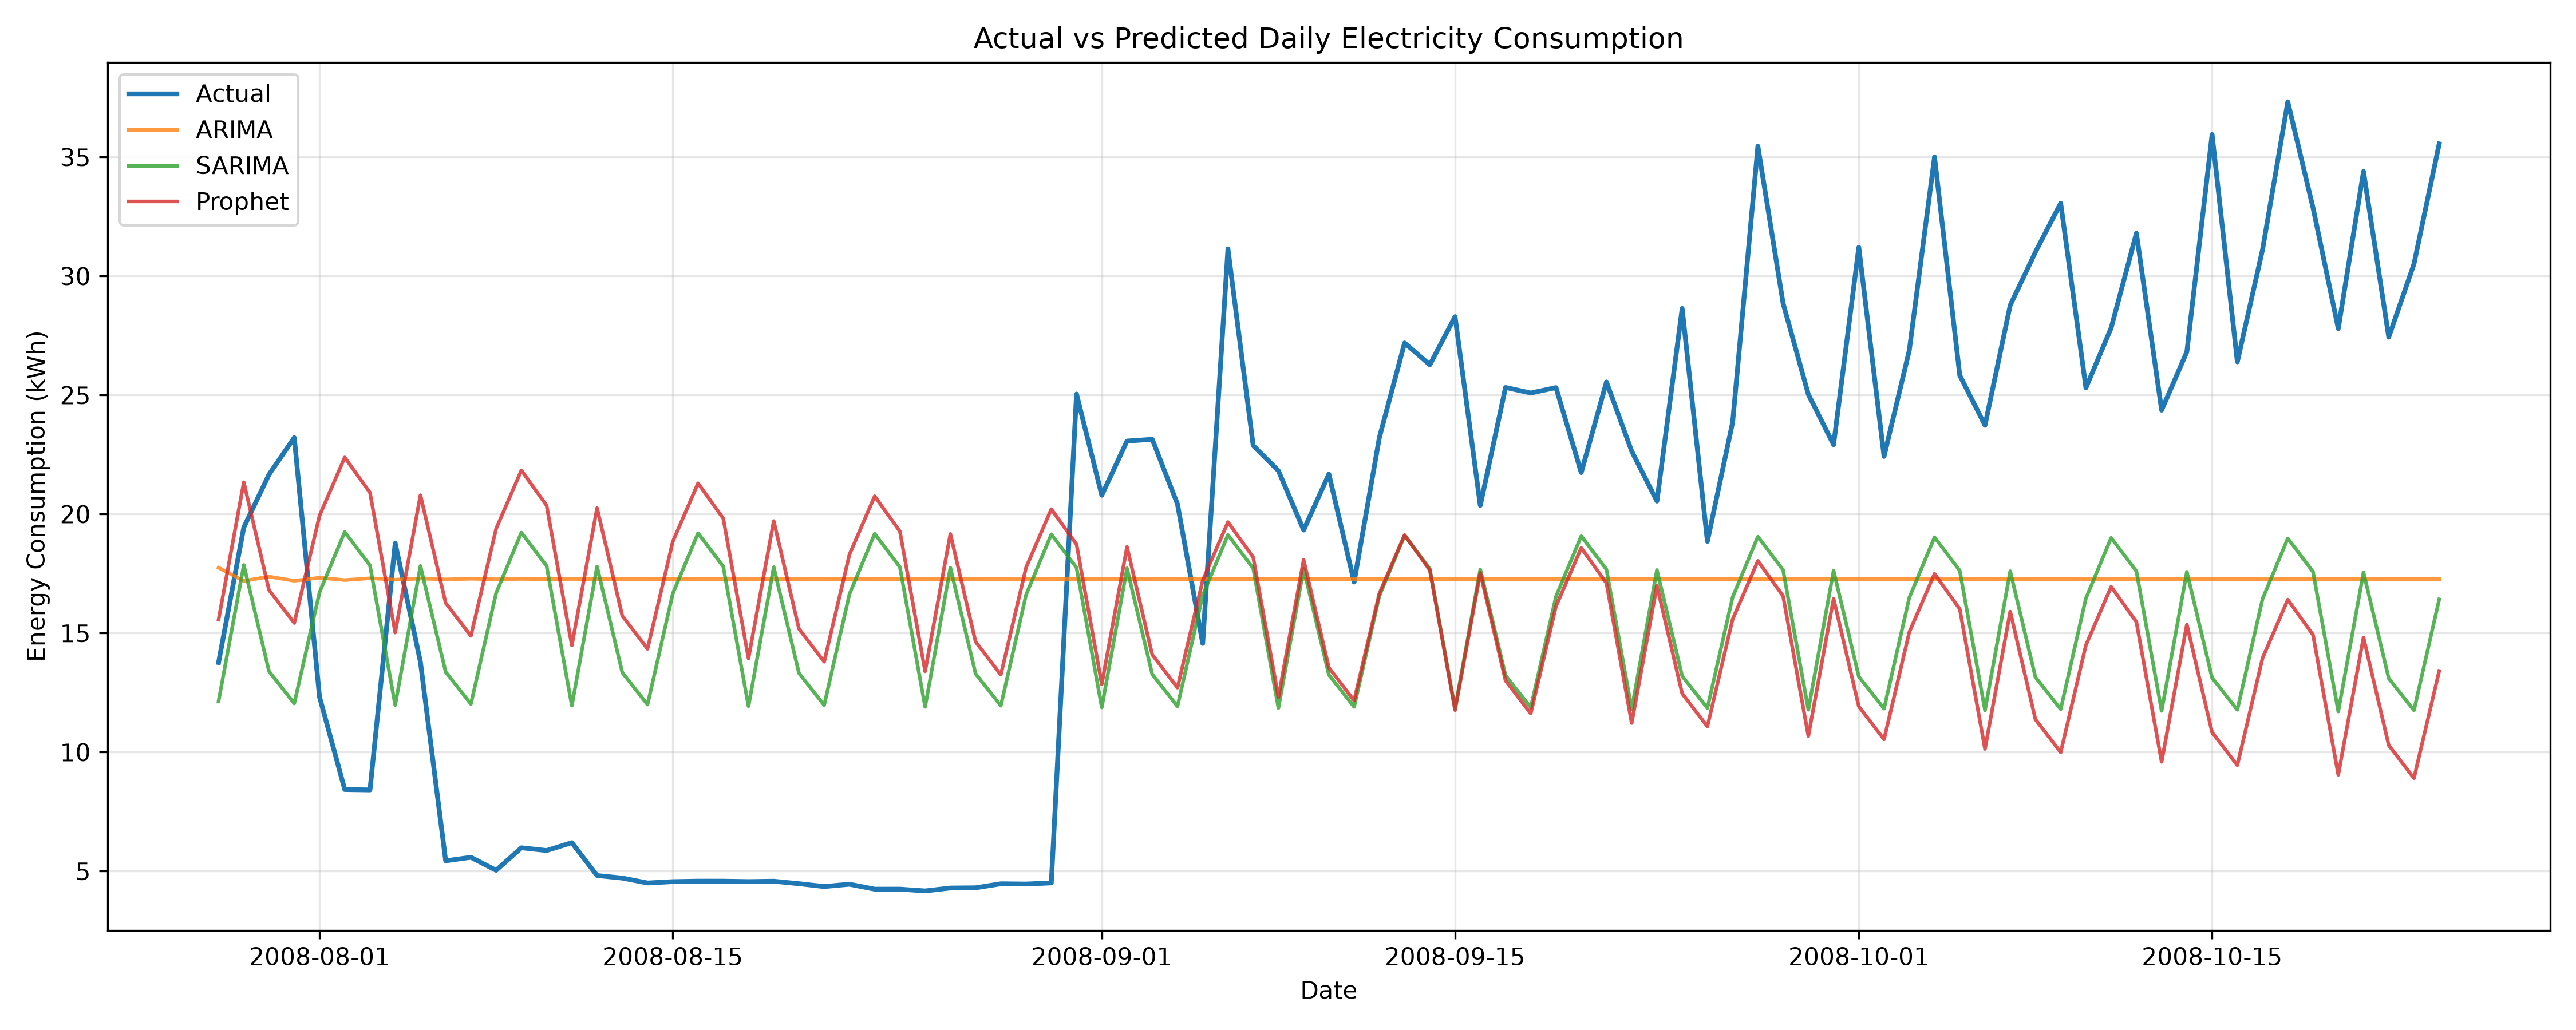 Actual vs Predicted Daily Electricity Consumption
Actual
ARIMA
SARIMA
Prophet
Energy Consumption (kWh)
35
30
25
20
15
10
5
2008-08-01 2008-08-15 2008-09-01 2008-09-15 2008-10-01 2008-10-15
Date